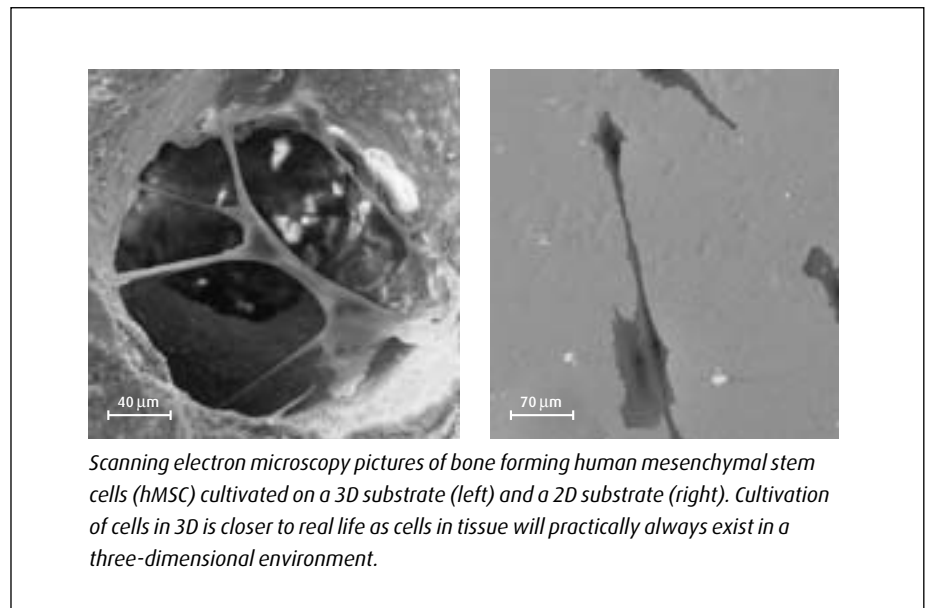 40 µm
70 µm
Scanning electron microscopy pictures of bone forming human mesenchymal stem
cells (hMSC) cultivated on a 3D substrate (left) and a 2D substrate (right). Cultivation
of cells in 3D is closer to real life as cells in tissue will practically always exist in a
three-dimensional environment.